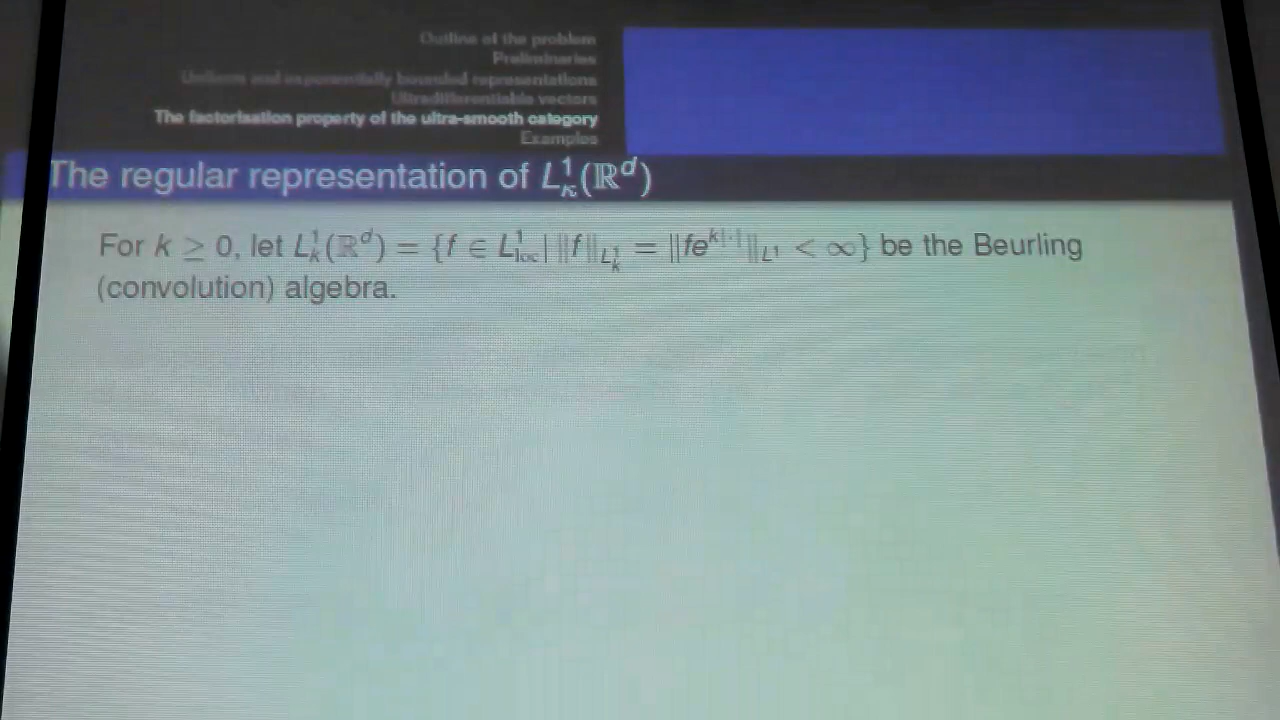 Outline of the problem
Preliminaries
Uniform and exponentially bounded representations
Ultradifferentiable vectors
The factorisation property of the ultra-smooth category
Examples
The regular representation of L¹_κ(ℝᵈ)
For k ≥ 0, let L¹_k(ℝᵈ) = {f ∈ L¹_loc| ‖f‖_{L¹_k} = ‖fe^{k|·|}‖_{L¹} < ∞} be the Beurling
(convolution) algebra.